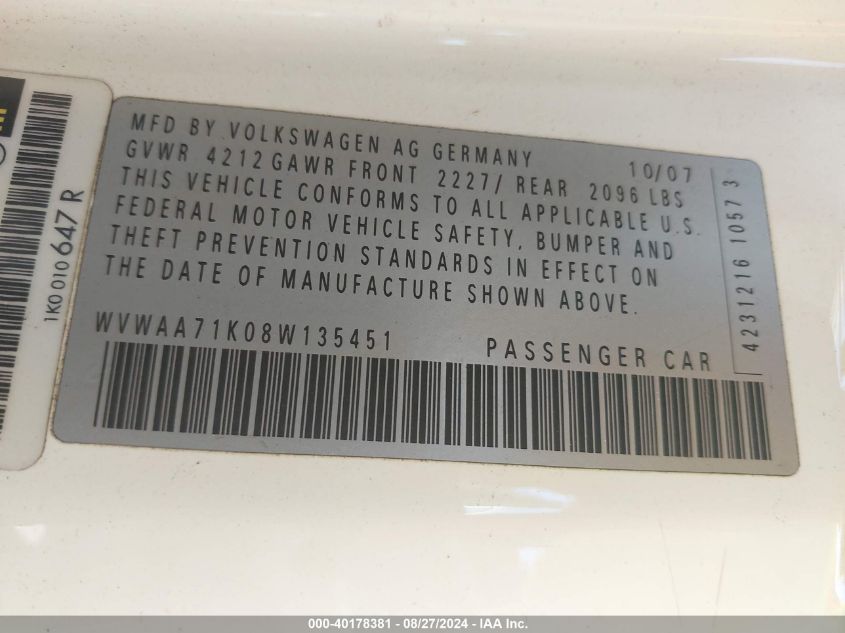 MFD BY VOLKSWAGEN AG GERMANY 10/07
GVWR 4212 GAWR FRONT 2227/ REAR 2096 LBS
THIS VEHICLE CONFORMS TO ALL APPLICABLE U.S.
FEDERAL MOTOR VEHICLE SAFETY, BUMPER AND
THEFT PREVENTION STANDARDS IN EFFECT ON
THE DATE OF MANUFACTURE SHOWN ABOVE.
WVWAA71K08W135451 PASSENGER CAR
4231216 1057 3
1K0 010 647 R
000-40178381 - 08/27/2024 - IAA Inc.